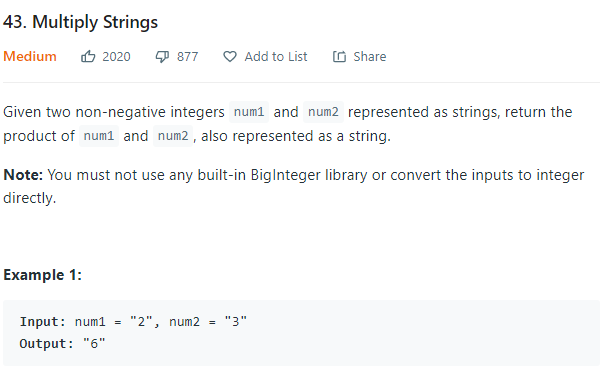 43. Multiply Strings
Medium 2020 877 Add to List Share
Given two non-negative integers num1 and num2 represented as strings, return the
product of num1 and num2 , also represented as a string.
Note: You must not use any built-in BigInteger library or convert the inputs to integer
directly.
Example 1:
Input: num1 = "2", num2 = "3"
Output: "6"